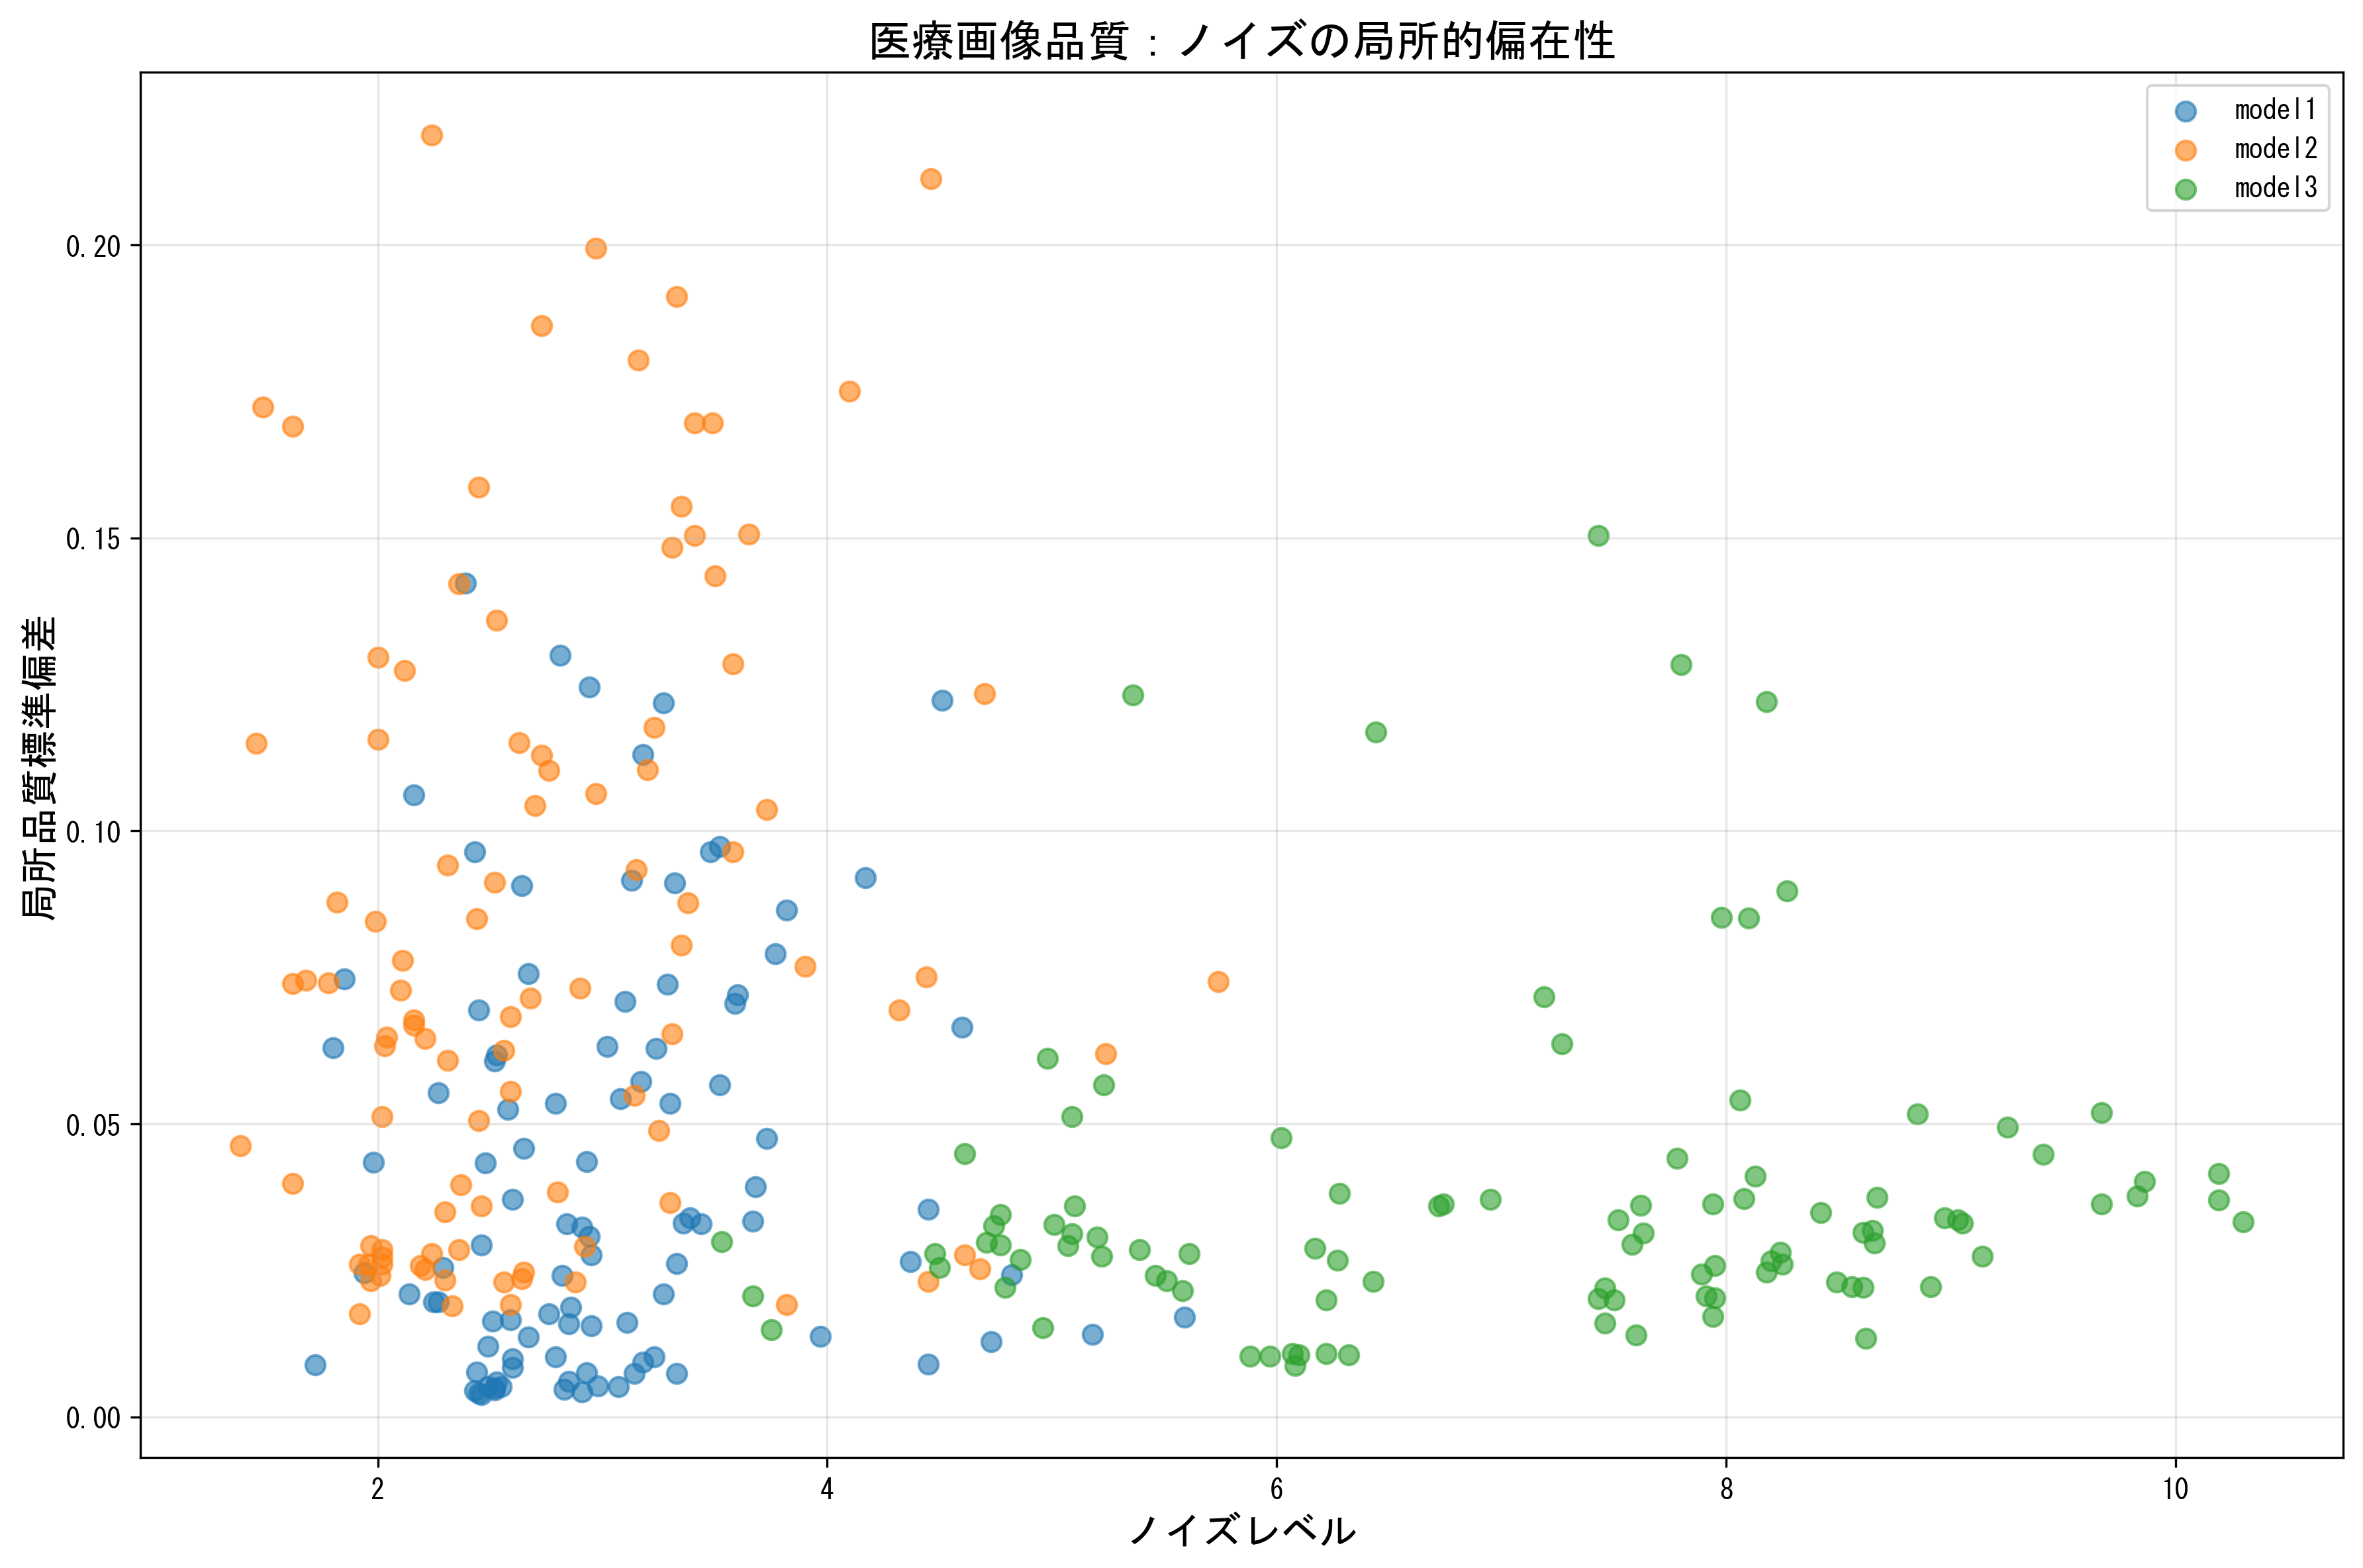 医療画像品質：ノイズの局所的偏在性
model1
model2
model3
局所品質標準偏差
0.20
0.15
0.10
0.05
0.00
2 4 6 8 10
ノイズレベル